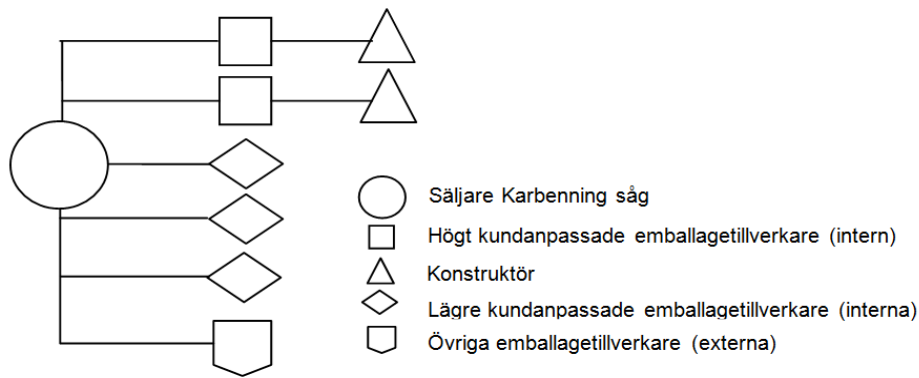 Säljare Karbenning såg
Högt kundanpassade emballagetillverkare (intern)
Konstruktör
Lägre kundanpassade emballagetillverkare (interna)
Övriga emballagetillverkare (externa)